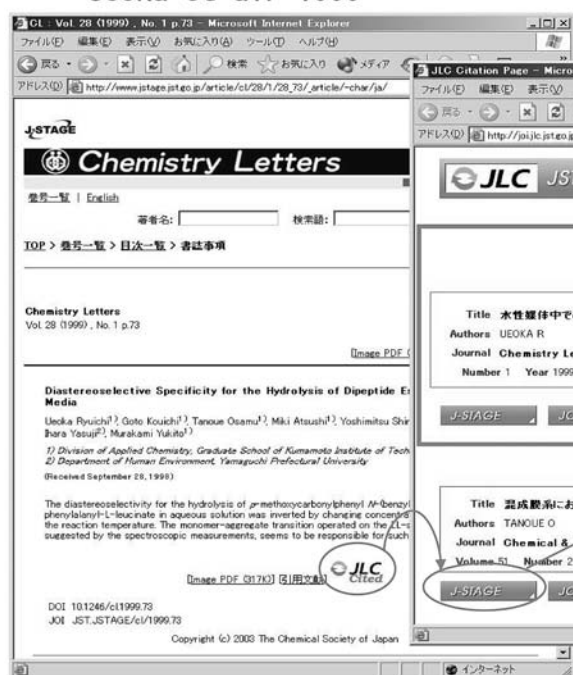 CL : Vol. 28 (1999) , No. 1 p.73 - Microsoft Internet Explorer
ファイル(F) 編集(E) 表示(V) お気に入り(A) ツール(T) ヘルプ(H)
戻る 検索 お気に入り メディア
アドレス(D) http://www.jstage.jst.go.jp/article/cl/28/1/28_73/_article/-char/ja/
J-STAGE
Chemistry Letters
巻号一覧 | English
著者名: 検索語:
TOP > 巻号一覧 > 目次一覧 > 書誌事項
Chemistry Letters
Vol. 28 (1999) , No. 1 p.73
[Image PDF (
Diastereoselective Specificity for the Hydrolysis of Dipeptide E
Media
Ueoka Ryuichi1), Goto Kouichi1), Tanoue Osamu1), Miki Atsushi1), Yoshimitsu Shir
Ihara Yasuji2), Murakami Yukito1)
1) Division of Applied Chemistry, Graduate School of Kumamoto Institute of Tech
2) Department of Human Environment, Yamaguchi Prefectural University
(Received September 28, 1998)
The diastereoselectivity for the hydrolysis of p-methoxycarbonylphenyl N-(benzyl
phenylalanyl-L-leucinate in aqueous solution was inverted by changing concentra
the reaction temperature. The monomer-aggregate transition operated on the LL-s
suggested by the spectroscopic measurements, seems to be responsible for such
[Image PDF (317K)] [引用文献]
JLC
Cited
DOI 10.1246/cl.1999.73
JOI JST.JSTAGE/cl/1999.73
Copyright (c) 2003 The Chemical Society of Japan
インターネット
JLC Citation Page - Micro
ファイル(F) 編集(E) 表示(V)
戻る
アドレス(D) http://joi.jlc.jst.go.j
JLC JS
Title 水性媒体中で
Authors UEOKA R
Journal Chemistry Le
Number 1 Year 1999
J-STAGE JO
Title 混成膜系にお
Authors TANOUE O
Journal Chemical &
Volume 51 Number 2
J-STAGE JO